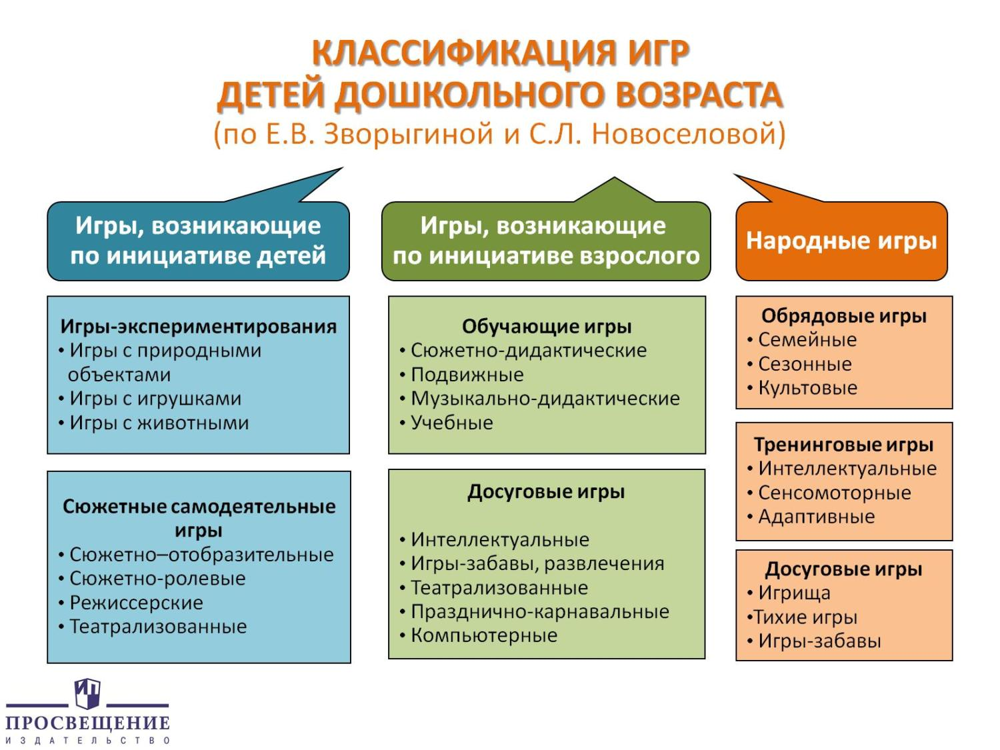 КЛАССИФИКАЦИЯ ИГР
ДЕТЕЙ ДОШКОЛЬНОГО ВОЗРАСТА
(по Е.В. Зворыгиной и С.Л. Новоселовой)
Игры, возникающие
по инициативе детей
Игры-экспериментирования
• Игры с природными
объектами
• Игры с игрушками
• Игры с животными
Сюжетные самодеятельные
игры
• Сюжетно–отобразительные
• Сюжетно-ролевые
• Режиссерские
• Театрализованные
Игры, возникающие
по инициативе взрослого
Обучающие игры
• Сюжетно-дидактические
• Подвижные
• Музыкально-дидактические
• Учебные
Досуговые игры
• Интеллектуальные
• Игры-забавы, развлечения
• Театрализованные
• Празднично-карнавальные
• Компьютерные
Народные игры
Обрядовые игры
• Семейные
• Сезонные
• Культовые
Тренинговые игры
• Интеллектуальные
• Сенсомоторные
• Адаптивные
Досуговые игры
• Игрища
•Тихие игры
• Игры-забавы
ИП
ПРОСВЕЩЕНИЕ
ИЗДАТЕЛЬСТВО